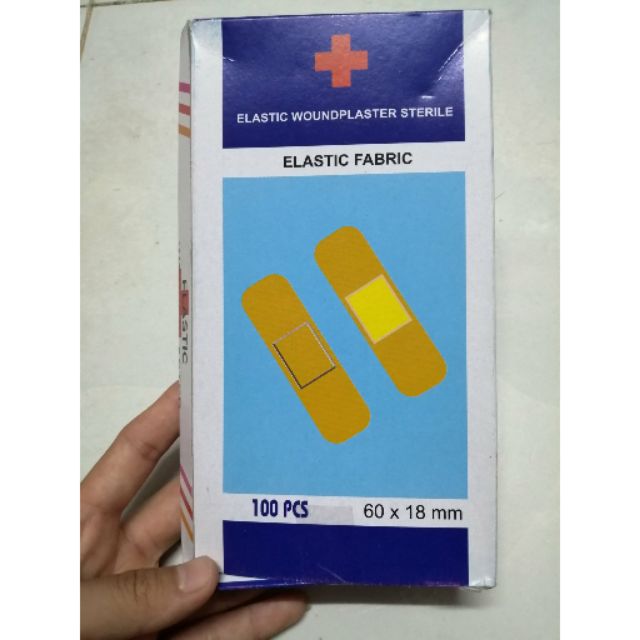 ELASTIC WOUNDPLASTER STERILE
ELASTIC FABRIC
100 PCS
60 x 18 mm
ELASTIC